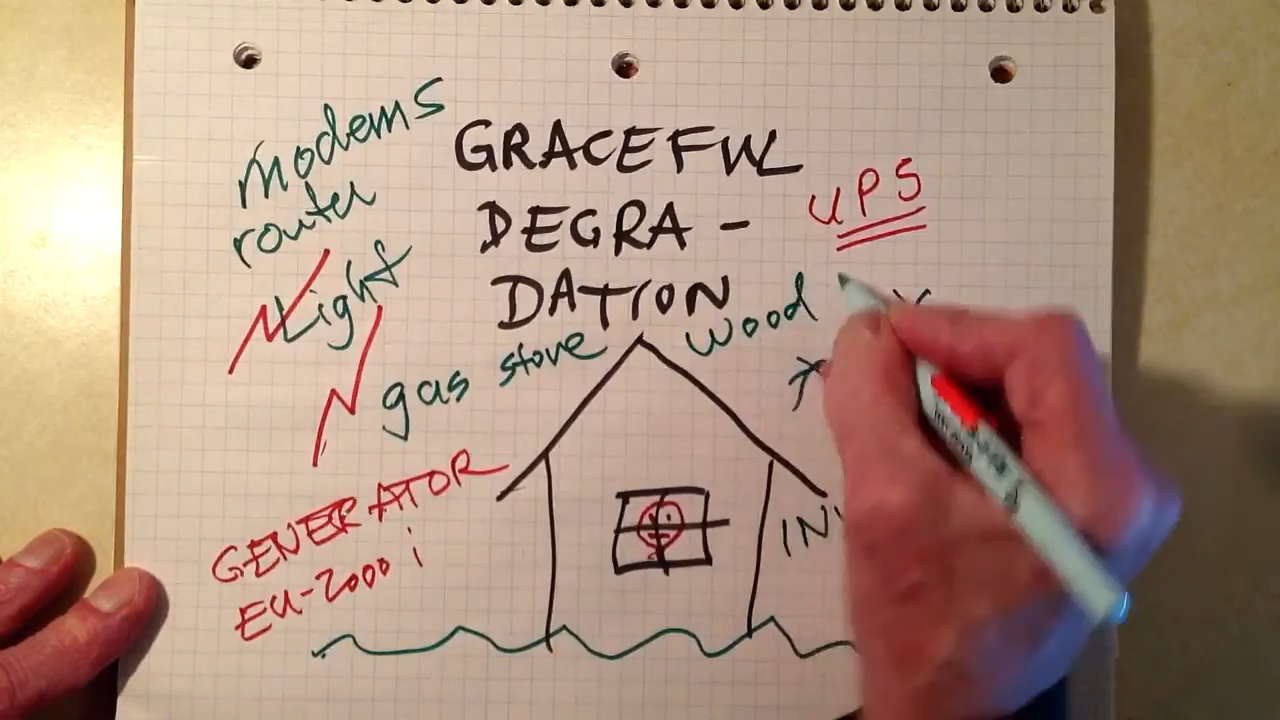 GRACEFUL
DEGRA -
DATION
modems
router
Light
gas stove
wood
UPS
GENERATOR
EU-2000 i